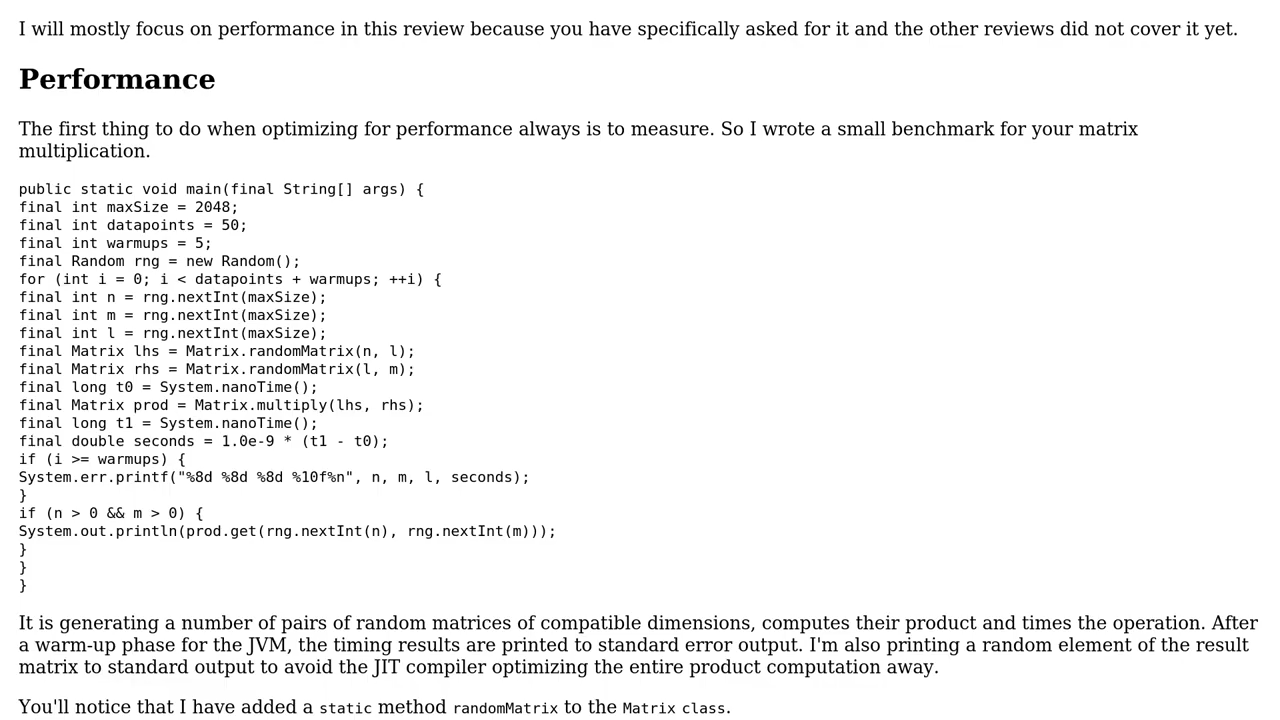 I will mostly focus on performance in this review because you have specifically asked for it and the other reviews did not cover it yet.
Performance
The first thing to do when optimizing for performance always is to measure. So I wrote a small benchmark for your matrix
multiplication.
public static void main(final String[] args) {
final int maxSize = 2048;
final int datapoints = 50;
final int warmups = 5;
final Random rng = new Random();
for (int i = 0; i < datapoints + warmups; ++i) {
final int n = rng.nextInt(maxSize);
final int m = rng.nextInt(maxSize);
final int l = rng.nextInt(maxSize);
final Matrix lhs = Matrix.randomMatrix(n, l);
final Matrix rhs = Matrix.randomMatrix(l, m);
final long t0 = System.nanoTime();
final Matrix prod = Matrix.multiply(lhs, rhs);
final long t1 = System.nanoTime();
final double seconds = 1.0e-9 * (t1 - t0);
if (i >= warmups) {
System.err.printf("%8d %8d %8d %10f%n", n, m, l, seconds);
}
if (n > 0 && m > 0) {
System.out.println(prod.get(rng.nextInt(n), rng.nextInt(m)));
}
}
}
It is generating a number of pairs of random matrices of compatible dimensions, computes their product and times the operation. After
a warm-up phase for the JVM, the timing results are printed to standard error output. I'm also printing a random element of the result
matrix to standard output to avoid the JIT compiler optimizing the entire product computation away.
You'll notice that I have added a static method randomMatrix to the Matrix class.